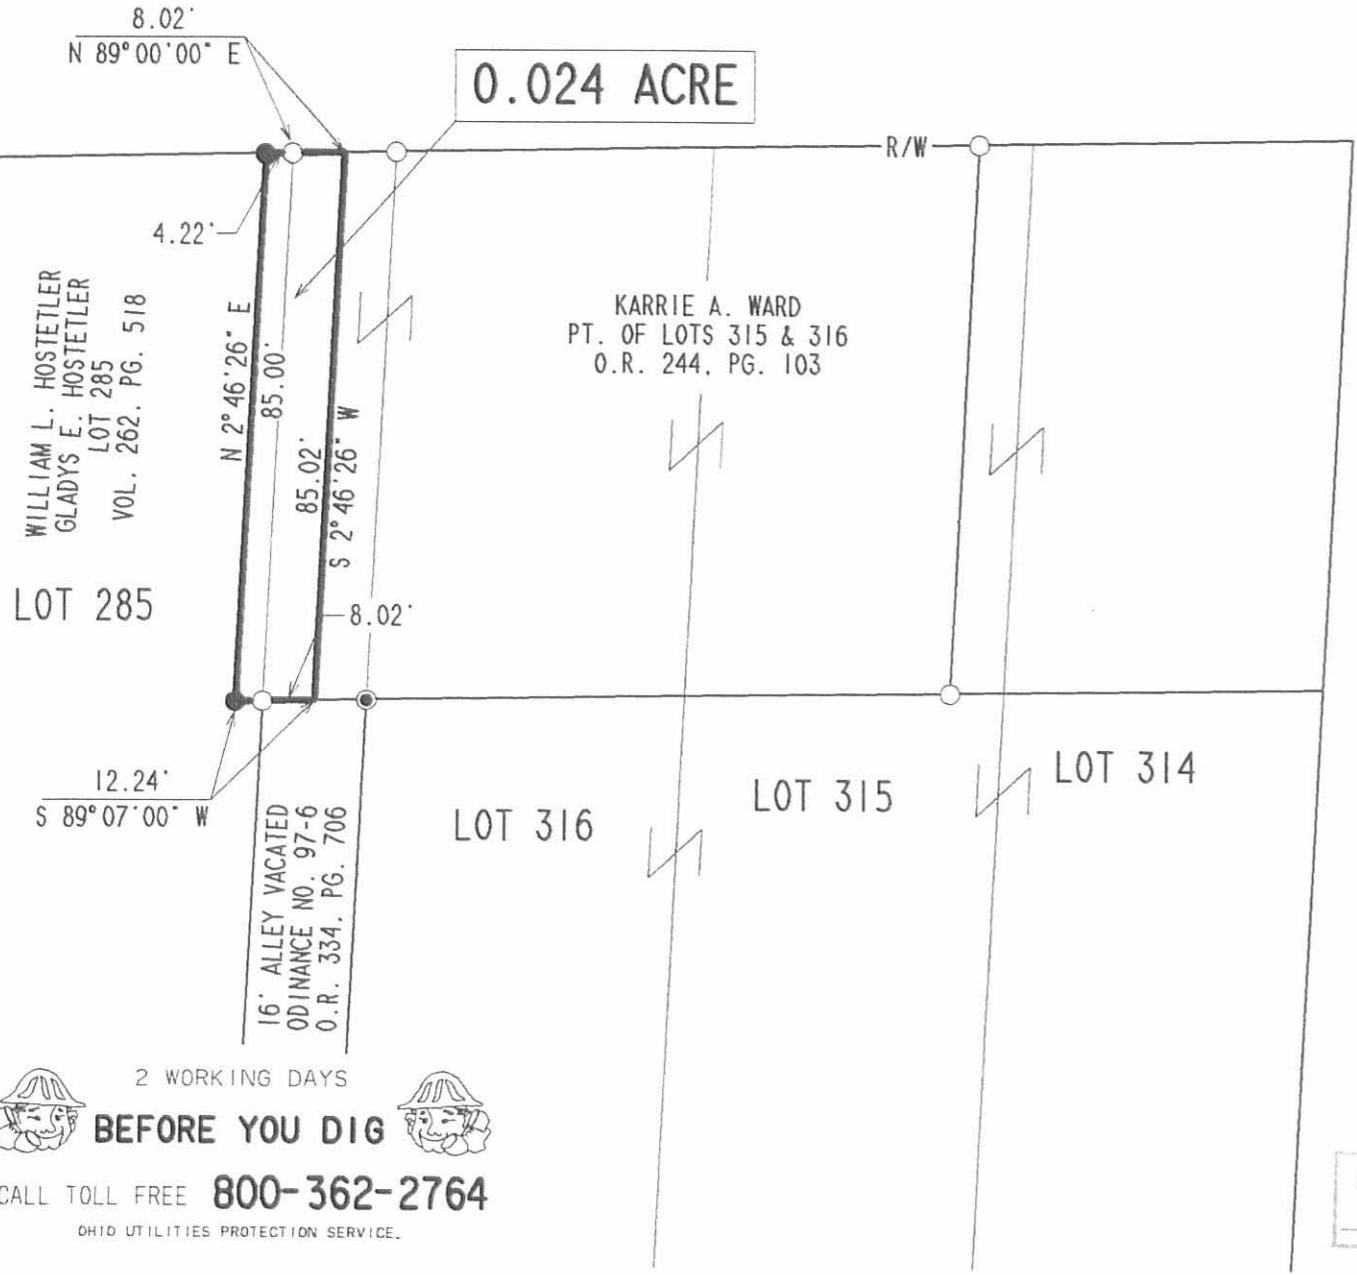 8.02'
N 89°00'00" E
0.024 ACRE
R/W
4.22'
WILLIAM L. HOSTETLER
GLADYS E. HOSTETLER
LOT 285
VOL. 262. PG. 518
N 2°46'26" E
85.00'
85.02'
S 2°46'26" W
KARRIE A. WARD
PT. OF LOTS 315 & 316
O.R. 244. PG. 103
LOT 285
8.02'
12.24'
S 89°07'00" W
LOT 316
LOT 315
LOT 314
16' ALLEY VACATED
ODINANCE NO. 97-6
O.R. 334. PG. 706
2 WORKING DAYS
BEFORE YOU DIG
CALL TOLL FREE 800-362-2764
OHIO UTILITIES PROTECTION SERVICE.